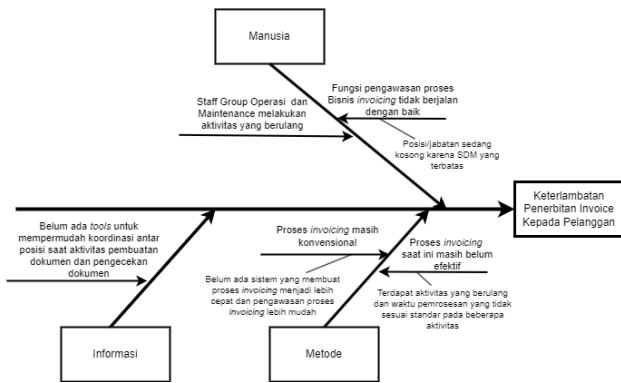 Manusia
Fungsi pengawasan proses
Bisnis invoicing tidak berjalan
dengan baik
Staff Group Operasi dan
Maintenance melakukan
aktivitas yang berulang
Posisi/jabatan sedang
kosong karena SDM yang
terbatas
Keterlambatan
Penerbitan Invoice
Kepada Pelanggan
Belum ada tools untuk
mempermudah koordinasi antar
posisi saat aktivitas pembuatan
dokumen dan pengecekan
dokumen
Proses invoicing masih
konvensional
Proses invoicing
saat ini masih belum
efektif
Belum ada sistem yang membuat
proses invoicing menjadi lebih
cepat dan pengawasan proses
invoicing lebih mudah
Terdapat aktivitas yang berulang
dan waktu pemrosesan yang tidak
sesuai standar pada beberapa
aktivitas
Informasi
Metode